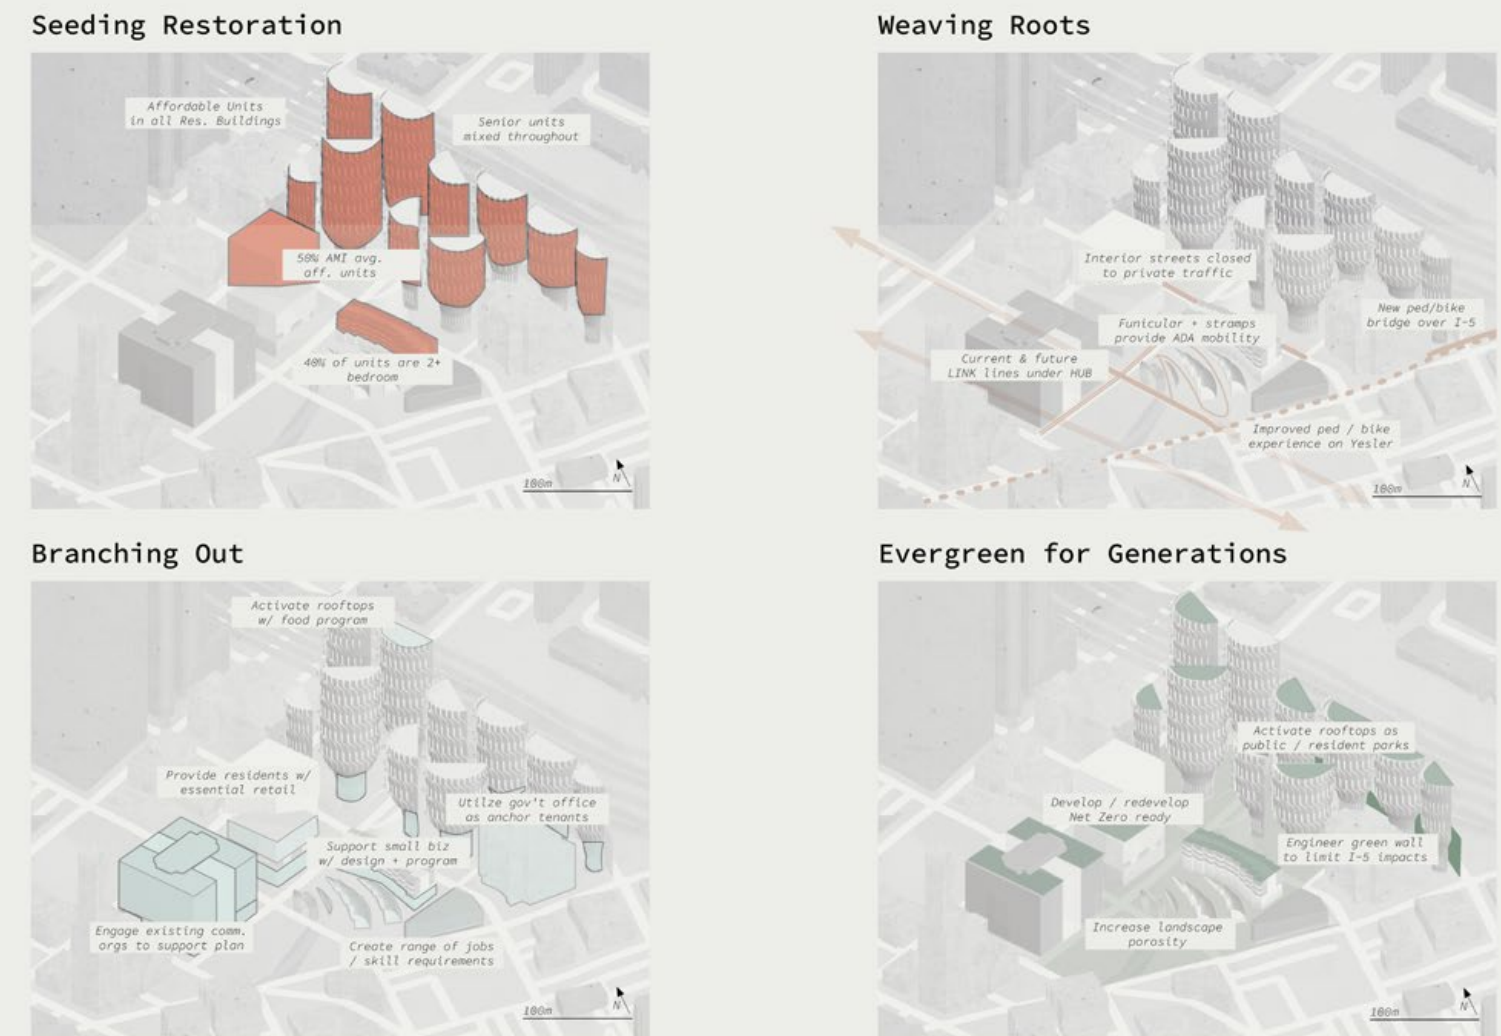 Seeding Restoration
Affordable Units
in all Res. Buildings
Senior units
mixed throughout
50% AMI avg.
aff. units
40% of units are 2+
bedroom
100m
N
Weaving Roots
Interior streets closed
to private traffic
New ped/bike
bridge over I-5
Funicular + stramps
provide ADA mobility
Current & future
LINK lines under HUB
Improved ped / bike
experience on Yesler
100m
N
Branching Out
Activate rooftops
w/ food program
Provide residents w/
essential retail
Utilze gov't office
as anchor tenants
Support small biz
w/ design + program
Engage existing comm.
orgs to support plan
Create range of jobs
/ skill requirements
100m
N
Evergreen for Generations
Activate rooftops as
public / resident parks
Develop / redevelop
Net Zero ready
Engineer green wall
to limit I-5 impacts
Increase landscape
porosity
100m
N